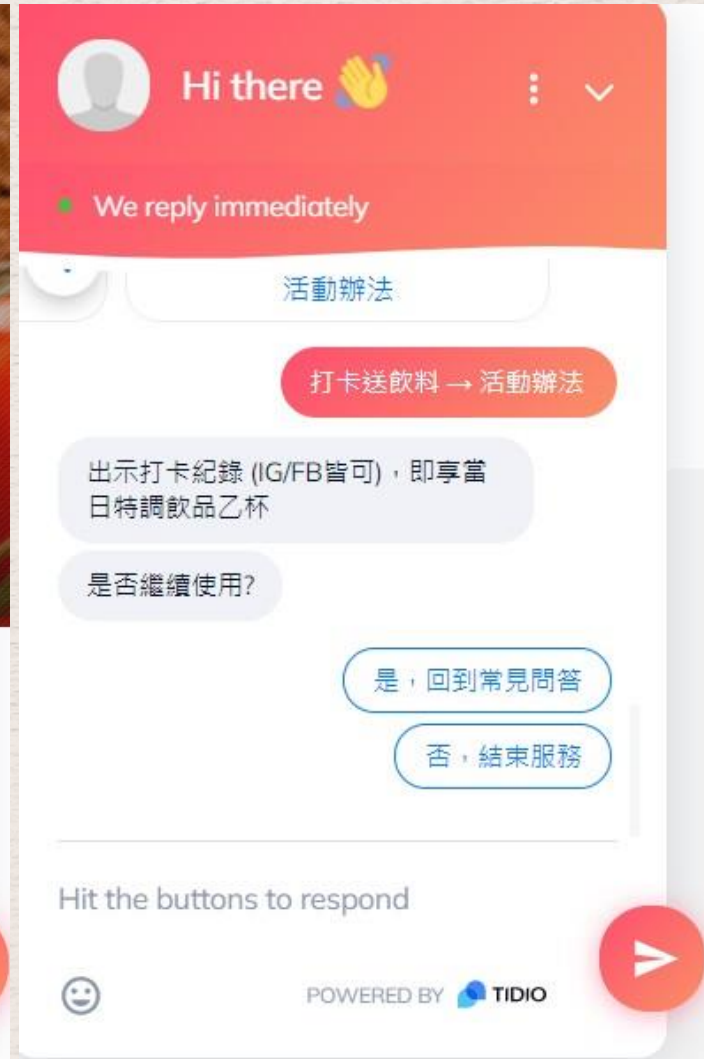 Hi there 👋
We reply immediately
活動辦法
打卡送飲料 → 活動辦法
出示打卡紀錄 (IG/FB皆可)，即享當
日特調飲品乙杯
是否繼續使用?
是，回到常見問答
否，結束服務
Hit the buttons to respond
POWERED BY TIDIO